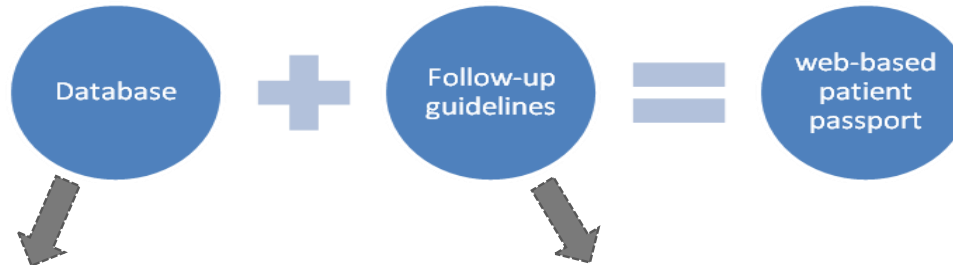 Database
Follow-up
guidelines
web-based
patient
passport